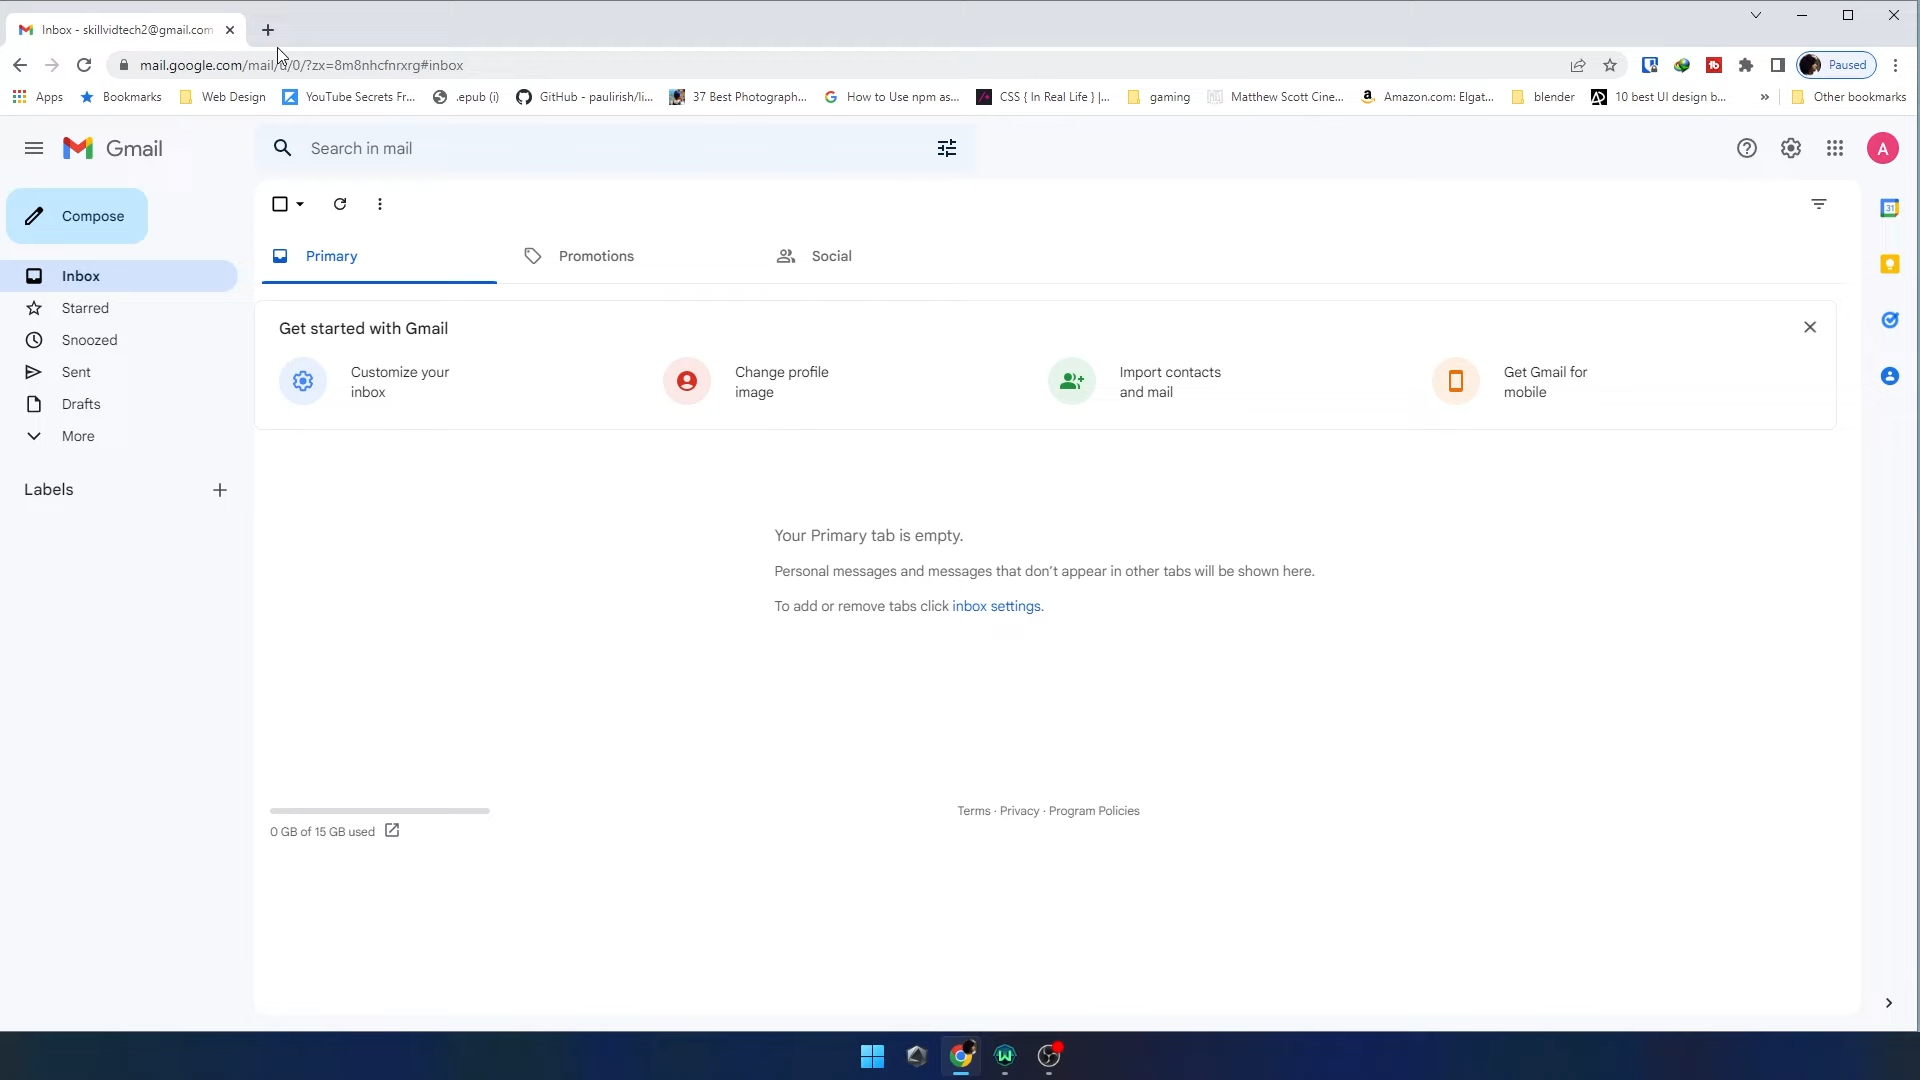 Inbox - skillvidtech2@gmail.com
mail.google.com/mail/u/0/?zx=8m8nhcfnrxrg#inbox
Paused
Apps
Bookmarks
Web Design
YouTube Secrets Fr...
.epub (i)
GitHub - paulirish/li...
37 Best Photograph...
How to Use npm as...
CSS { In Real Life } |...
gaming
Matthew Scott Cine...
Amazon.com: Elgat...
blender
10 best UI design b...
»
Other bookmarks
Gmail
Search in mail
A
Compose
Inbox
Starred
Snoozed
Sent
Drafts
More
Labels
Primary
Promotions
Social
31
Get started with Gmail
Customize your
inbox
Change profile
image
Import contacts
and mail
Get Gmail for
mobile
Your Primary tab is empty.
Personal messages and messages that don't appear in other tabs will be shown here.
To add or remove tabs click inbox settings.
0 GB of 15 GB used
Terms · Privacy · Program Policies